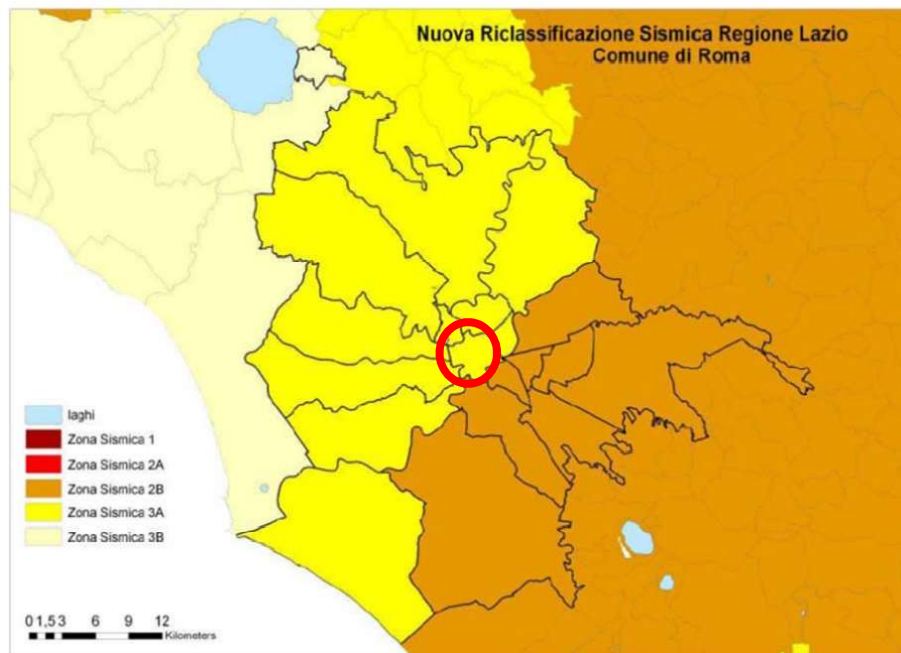 Nuova Riclassificazione Sismica Regione Lazio
Comune di Roma
laghi
Zona Sismica 1
Zona Sismica 2A
Zona Sismica 2B
Zona Sismica 3A
Zona Sismica 3B
0 1,5 3 6 9 12
Kilometers